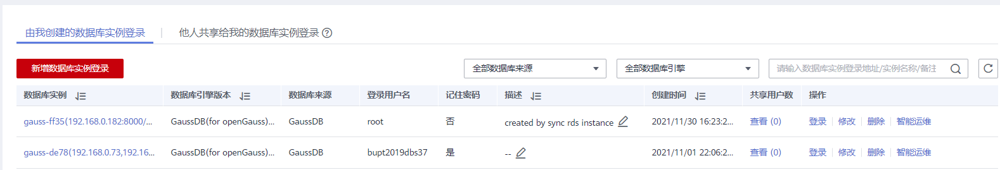 由我创建的数据库实例登录 他人共享给我的数据库实例登录
新增数据库实例登录 全部数据库来源 全部数据库引擎 请输入数据库实例登录地址/实例名称/备注
数据库实例 数据库引擎版本 数据库来源 登录用户名 记住密码 描述 创建时间 共享用户数 操作
gauss-ff35(192.168.0.182:8000/... GaussDB(for openGauss)... GaussDB root 否 created by sync rds instance 2021/11/30 16:23:2... 查看 (0) 登录 修改 删除 智能运维
gauss-de78(192.168.0.73,192.16... GaussDB(for openGauss)... GaussDB bupt2019dbs37 是 -- 2021/11/01 22:06:2... 查看 (0) 登录 修改 删除 智能运维